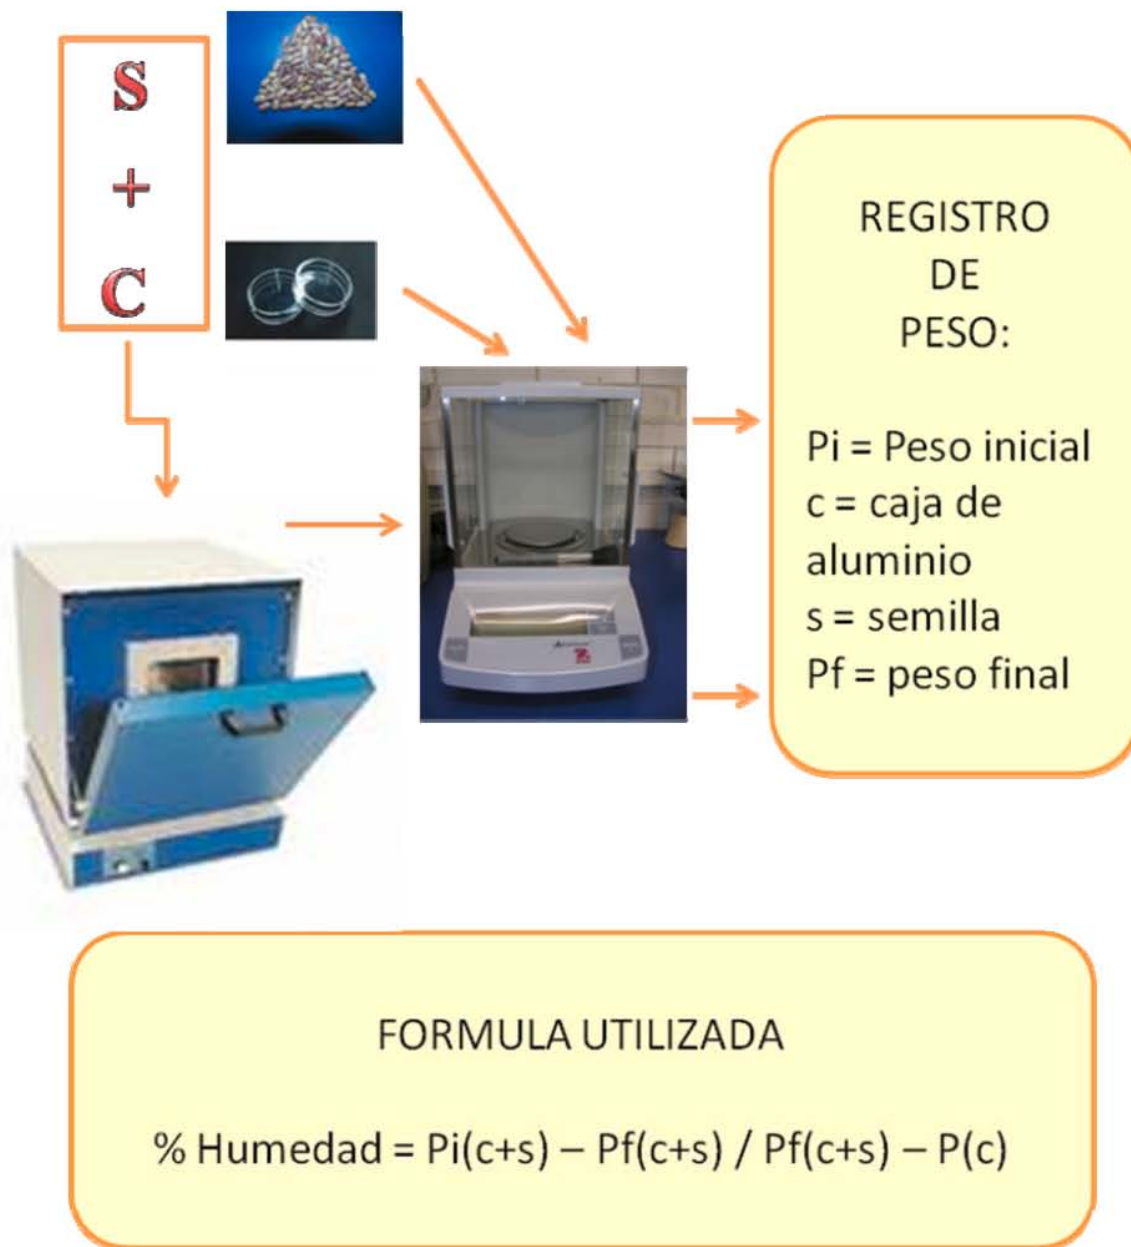 S
+
C
REGISTRO
DE
PESO:
Pi = Peso inicial
c = caja de
aluminio
s = semilla
Pf = peso final
FORMULA UTILIZADA
% Humedad = Pi(c+s) – Pf(c+s) / Pf(c+s) – P(c)